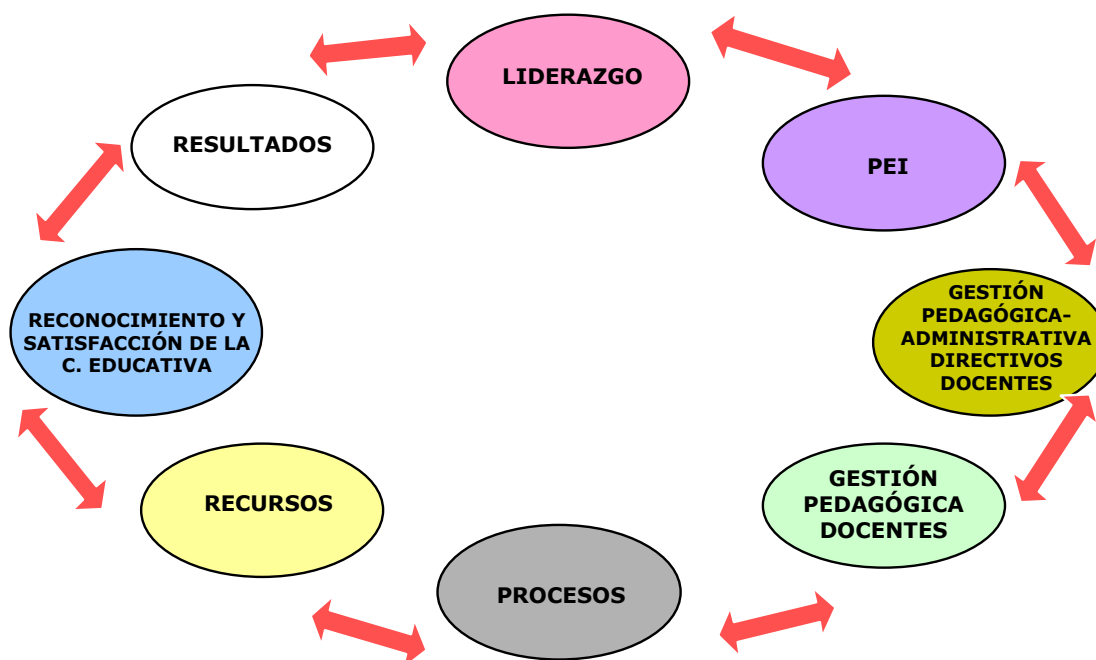 LIDERAZGO
PEI
GESTIÓN
PEDAGÓGICA-
ADMINISTRATIVA
DIRECTIVOS
DOCENTES
GESTIÓN
PEDAGÓGICA
DOCENTES
PROCESOS
RECURSOS
RECONOCIMIENTO Y
SATISFACCIÓN DE LA
C. EDUCATIVA
RESULTADOS